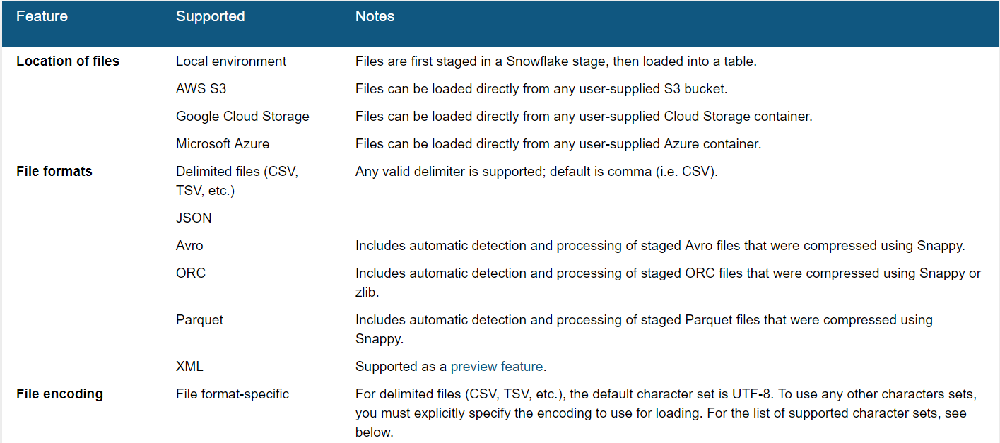 Feature Supported Notes
Location of files Local environment Files are first staged in a Snowflake stage, then loaded into a table.
AWS S3 Files can be loaded directly from any user-supplied S3 bucket.
Google Cloud Storage Files can be loaded directly from any user-supplied Cloud Storage container.
Microsoft Azure Files can be loaded directly from any user-supplied Azure container.
File formats Delimited files (CSV, Any valid delimiter is supported; default is comma (i.e. CSV).
TSV, etc.)
JSON
Avro Includes automatic detection and processing of staged Avro files that were compressed using Snappy.
ORC Includes automatic detection and processing of staged ORC files that were compressed using Snappy or
zlib.
Parquet Includes automatic detection and processing of staged Parquet files that were compressed using
Snappy.
XML Supported as a preview feature.
File encoding File format-specific For delimited files (CSV, TSV, etc.), the default character set is UTF-8. To use any other characters sets,
you must explicitly specify the encoding to use for loading. For the list of supported character sets, see
below.